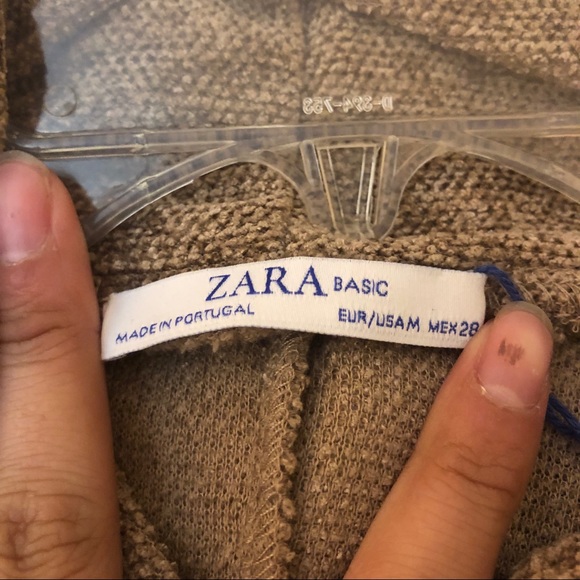 ZARA BASIC
MADE IN PORTUGAL EUR/USA M MEX 28